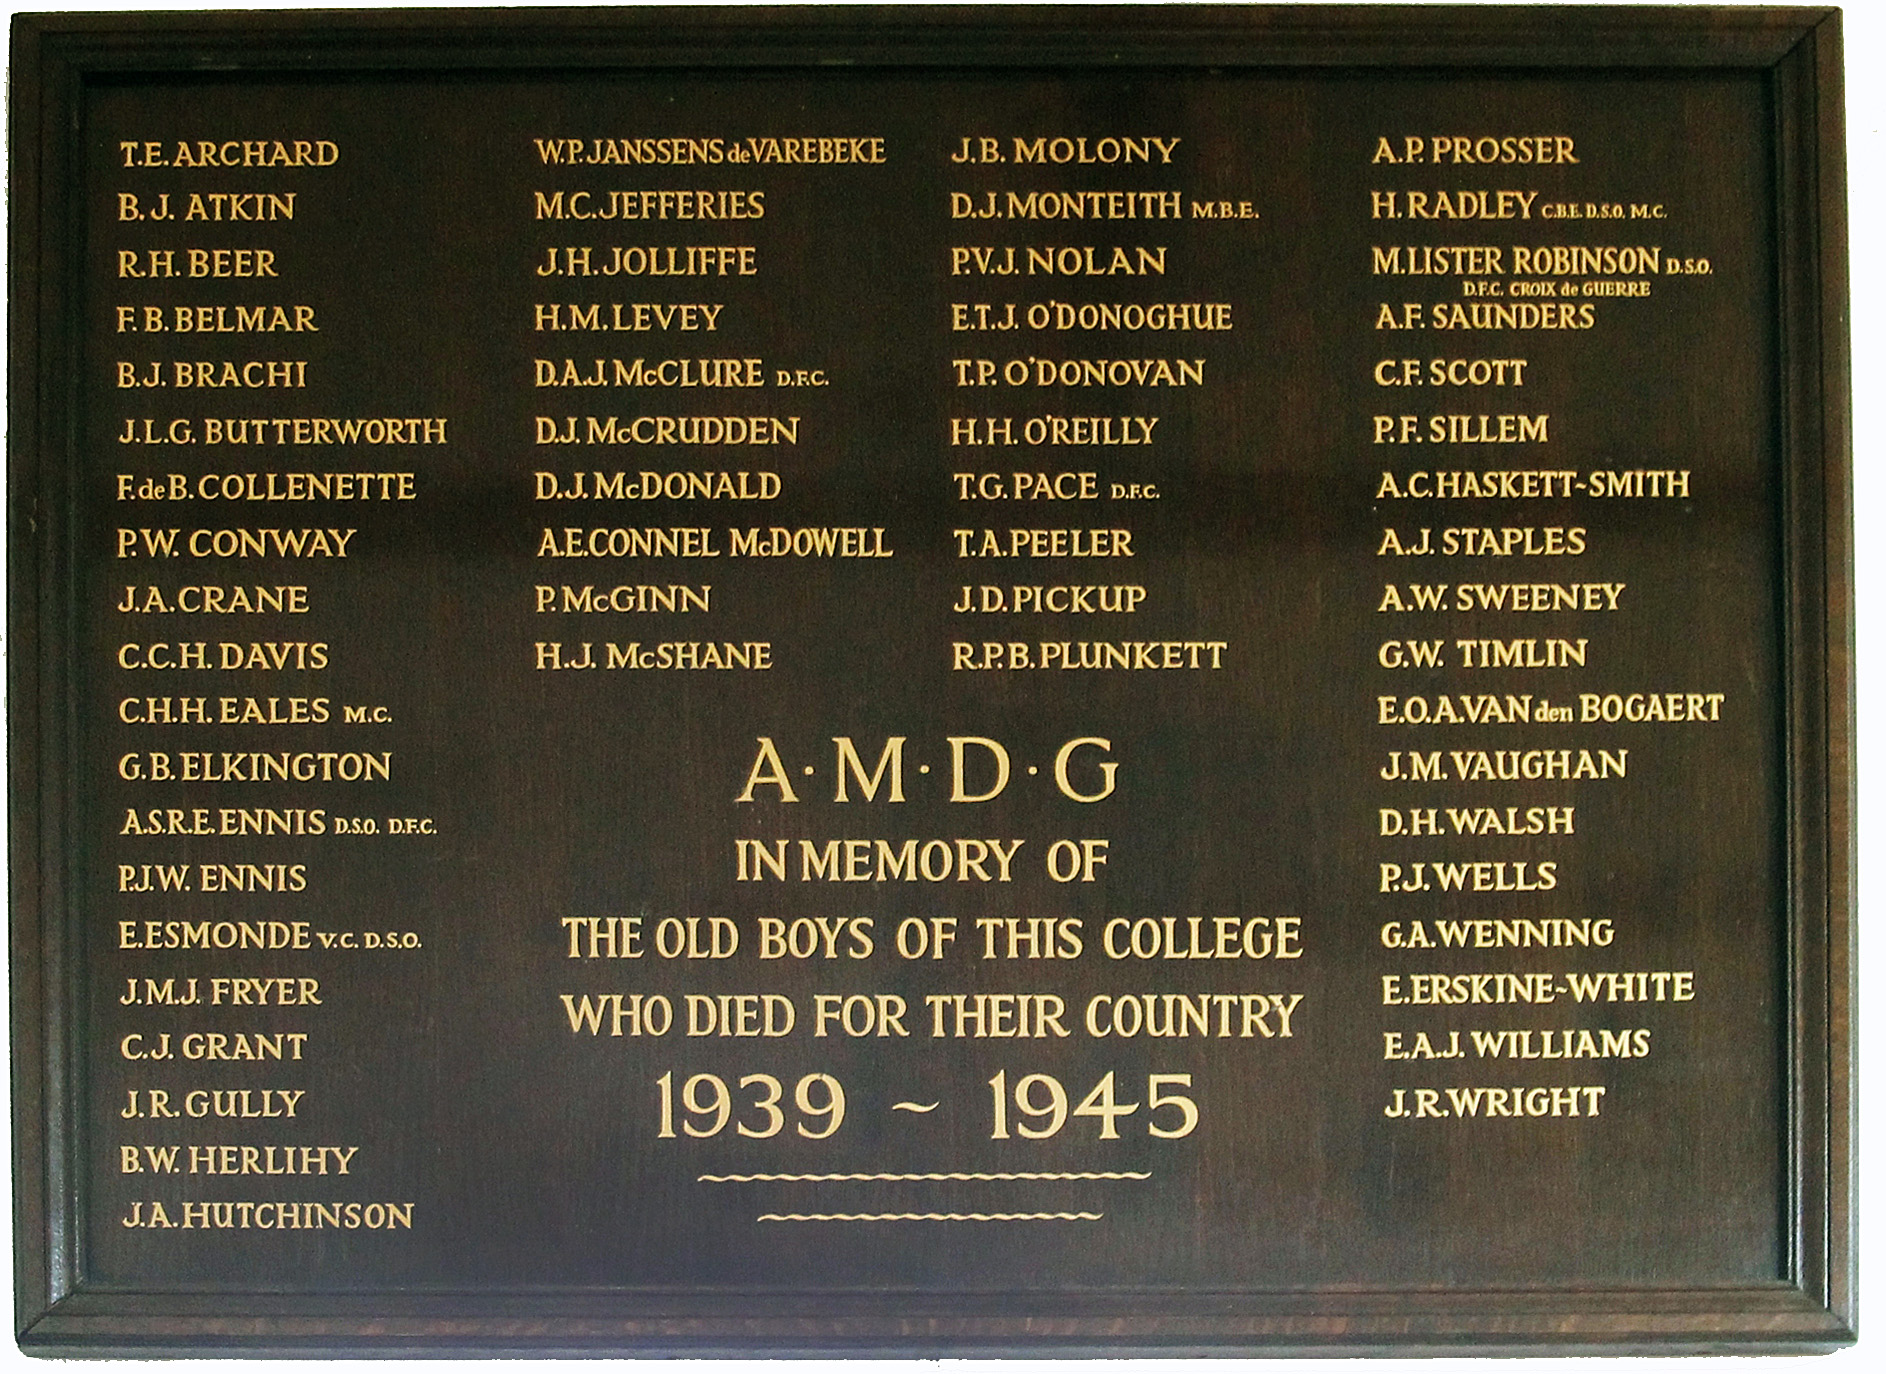 T.E. ARCHARD
B.J. ATKIN
R.H. BEER
F.B. BELMAR
B.J. BRACHI
J.L.G. BUTTERWORTH
F. de B. COLLENETTE
P.W. CONWAY
J.A. CRANE
C.C.H. DAVIS
C.H.H. EALES M.C.
G.B. ELKINGTON
A.S.R.E. ENNIS D.S.O. D.F.C.
P.J.W. ENNIS
E. ESMONDE V.C. D.S.O.
J.M.J. FRYER
C.J. GRANT
J.R. GULLY
B.W. HERLIHY
J.A. HUTCHINSON
W.P. JANSSENS de VAREBEKE
M.C. JEFFERIES
J.H. JOLLIFFE
H.M. LEVEY
D.A.J. McCLURE D.F.C.
D.J. McCRUDDEN
D.J. McDONALD
A.E. CONNEL McDOWELL
P. McGINN
H.J. McSHANE
J.B. MOLONY
D.J. MONTEITH M.B.E.
P.V.J. NOLAN
E.T.J. O'DONOGHUE
T.P. O'DONOVAN
H.H. O'REILLY
T.G. PACE D.F.C.
T.A. PEELER
J.D. PICKUP
R.P.B. PLUNKETT
A.P. PROSSER
H. RADLEY C.B.E. D.S.O. M.C.
M. LISTER ROBINSON D.S.O.
D.F.C. CROIX de GUERRE
A.F. SAUNDERS
C.F. SCOTT
P.F. SILLEM
A.C. HASKETT~SMITH
A.J. STAPLES
A.W. SWEENEY
G.W. TIMLIN
E.O.A. VAN den BOGAERT
J.M. VAUGHAN
D.H. WALSH
P.J. WELLS
G.A. WENNING
E. ERSKINE~WHITE
E.A.J. WILLIAMS
J.R. WRIGHT
A·M·D·G
IN MEMORY OF
THE OLD BOYS OF THIS COLLEGE
WHO DIED FOR THEIR COUNTRY
1939 ~ 1945